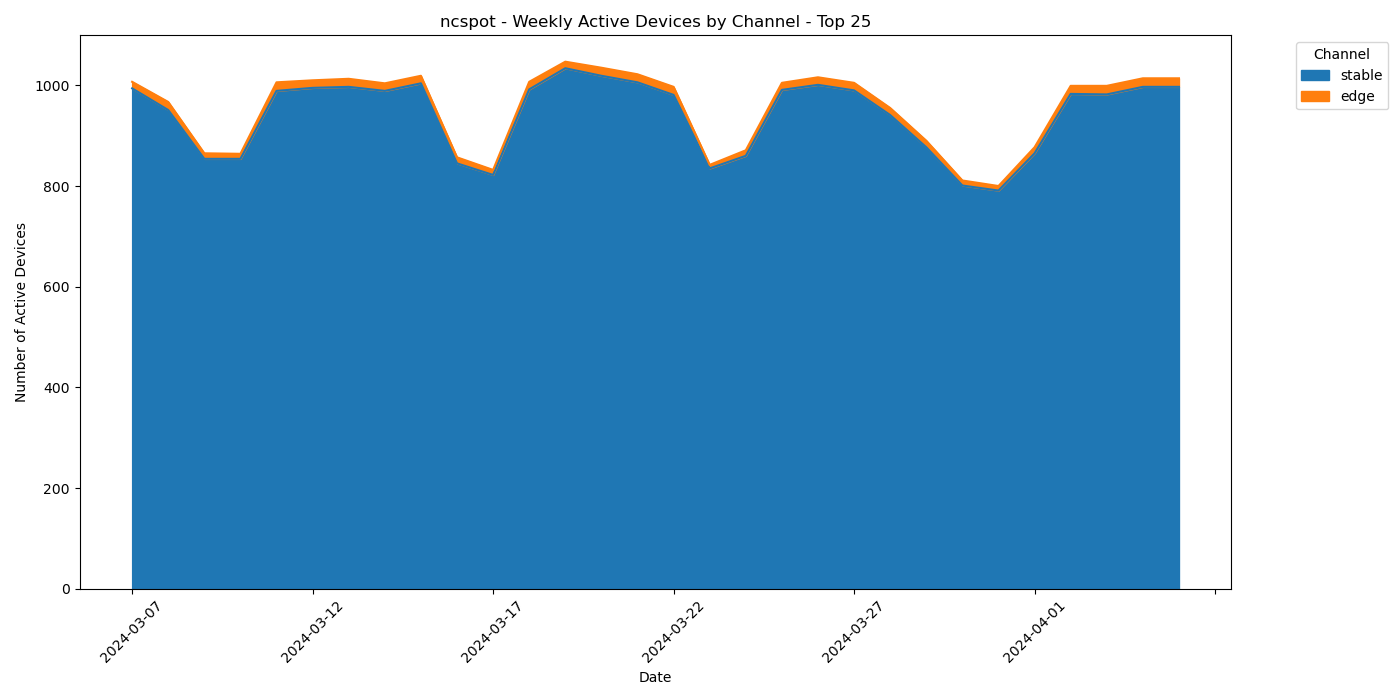 ncspot - Weekly Active Devices by Channel - Top 25
Channel
stable
edge
Number of Active Devices
1000
800
600
400
200
0
2024-03-07
2024-03-12
2024-03-17
2024-03-22
2024-03-27
2024-04-01
Date